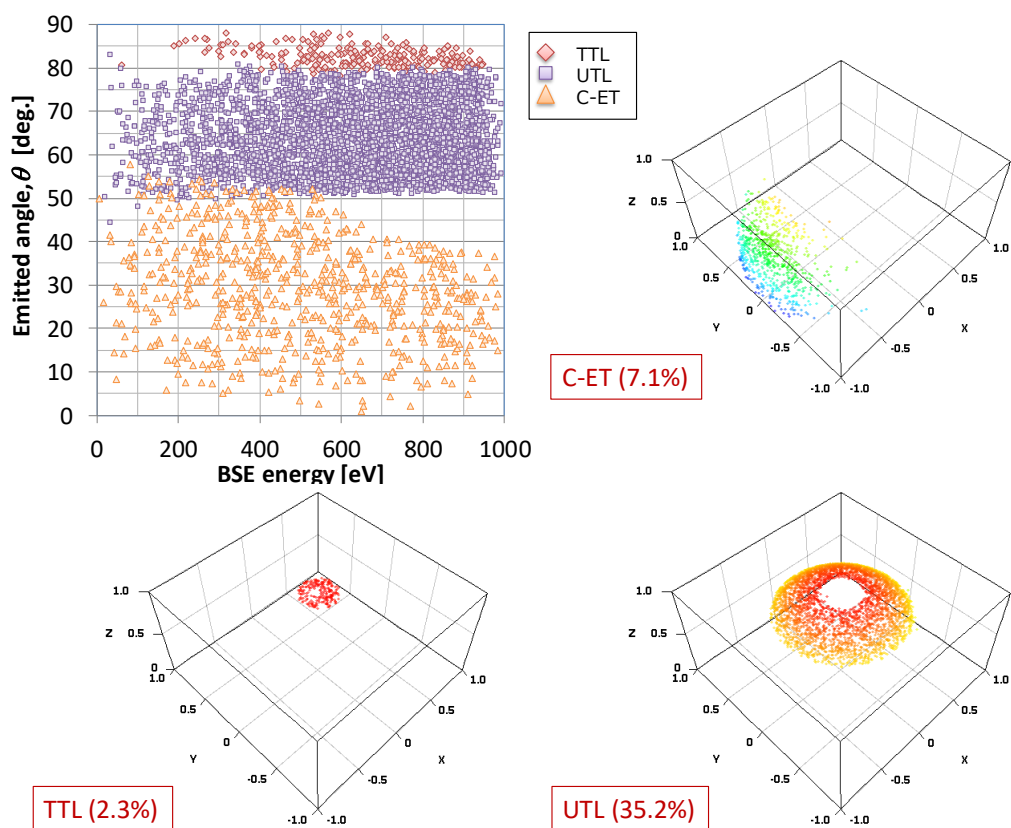 90
80
70
60
50
40
30
20
10
0
Emitted angle, θ [deg.]
0 200 400 600 800 1000
BSE energy [eV]
TTL
UTL
C-ET
1.0
Z 0.5
0
1.0
0.5
Y 0
-0.5
-1.0
-1.0
-0.5
0 X
0.5
1.0
C-ET (7.1%)
1.0
Z 0.5
0
1.0
0.5
Y 0
-0.5
-1.0
-1.0
-0.5
0 X
0.5
1.0
TTL (2.3%)
1.0
Z 0.5
0
1.0
0.5
Y 0
-0.5
-1.0
-1.0
-0.5
0 X
0.5
1.0
UTL (35.2%)